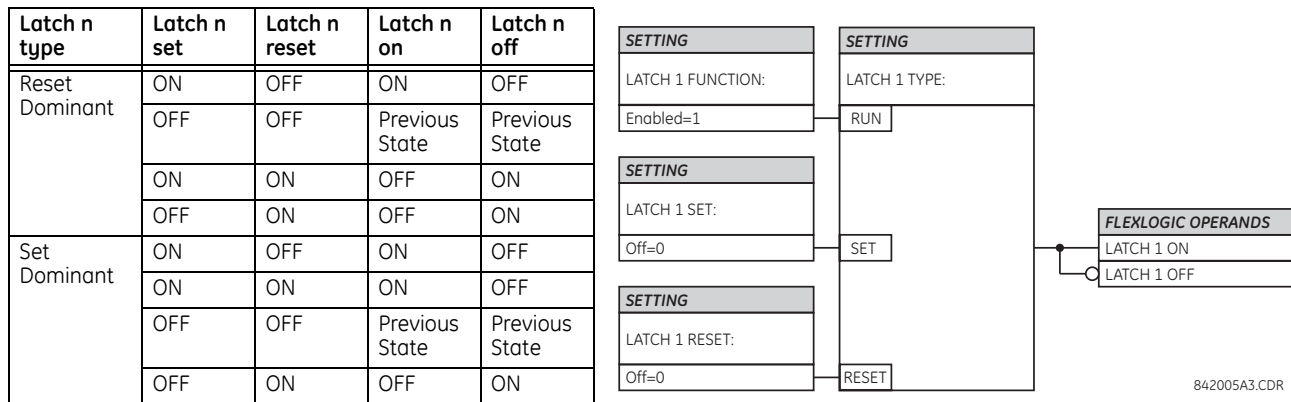 Latch n type Latch n set Latch n reset Latch n on Latch n off
Reset Dominant ON OFF ON OFF
OFF OFF Previous State Previous State
ON ON OFF ON
OFF ON OFF ON
Set Dominant ON OFF ON OFF
ON ON ON OFF
OFF OFF Previous State Previous State
OFF ON OFF ON
SETTING
LATCH 1 FUNCTION:
Enabled=1
SETTING
LATCH 1 SET:
Off=0
SETTING
LATCH 1 RESET:
Off=0
SETTING
LATCH 1 TYPE:
RUN
SET
RESET
FLEXLOGIC OPERANDS
LATCH 1 ON
LATCH 1 OFF
842005A3.CDR